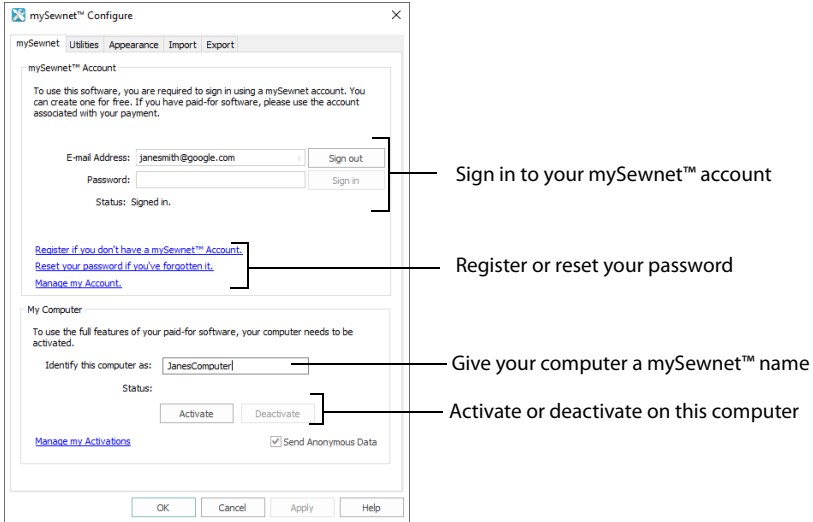 mySewnet™ Configure
mySewnet Utilities Appearance Import Export
mySewnet™ Account
To use this software, you are required to sign in using a mySewnet account. You
can create one for free. If you have paid-for software, please use the account
associated with your payment.
E-mail Address: janesmith@google.com Sign out
Password: Sign in
Status: Signed in.
Sign in to your mySewnet™ account
Register if you don't have a mySewnet™ Account.
Reset your password if you've forgotten it.
Manage my Account.
Register or reset your password
My Computer
To use the full features of your paid-for software, your computer needs to be
activated.
Identify this computer as: JanesComputer
Give your computer a mySewnet™ name
Status:
Activate Deactivate
Activate or deactivate on this computer
Manage my Activations Send Anonymous Data
OK Cancel Apply Help